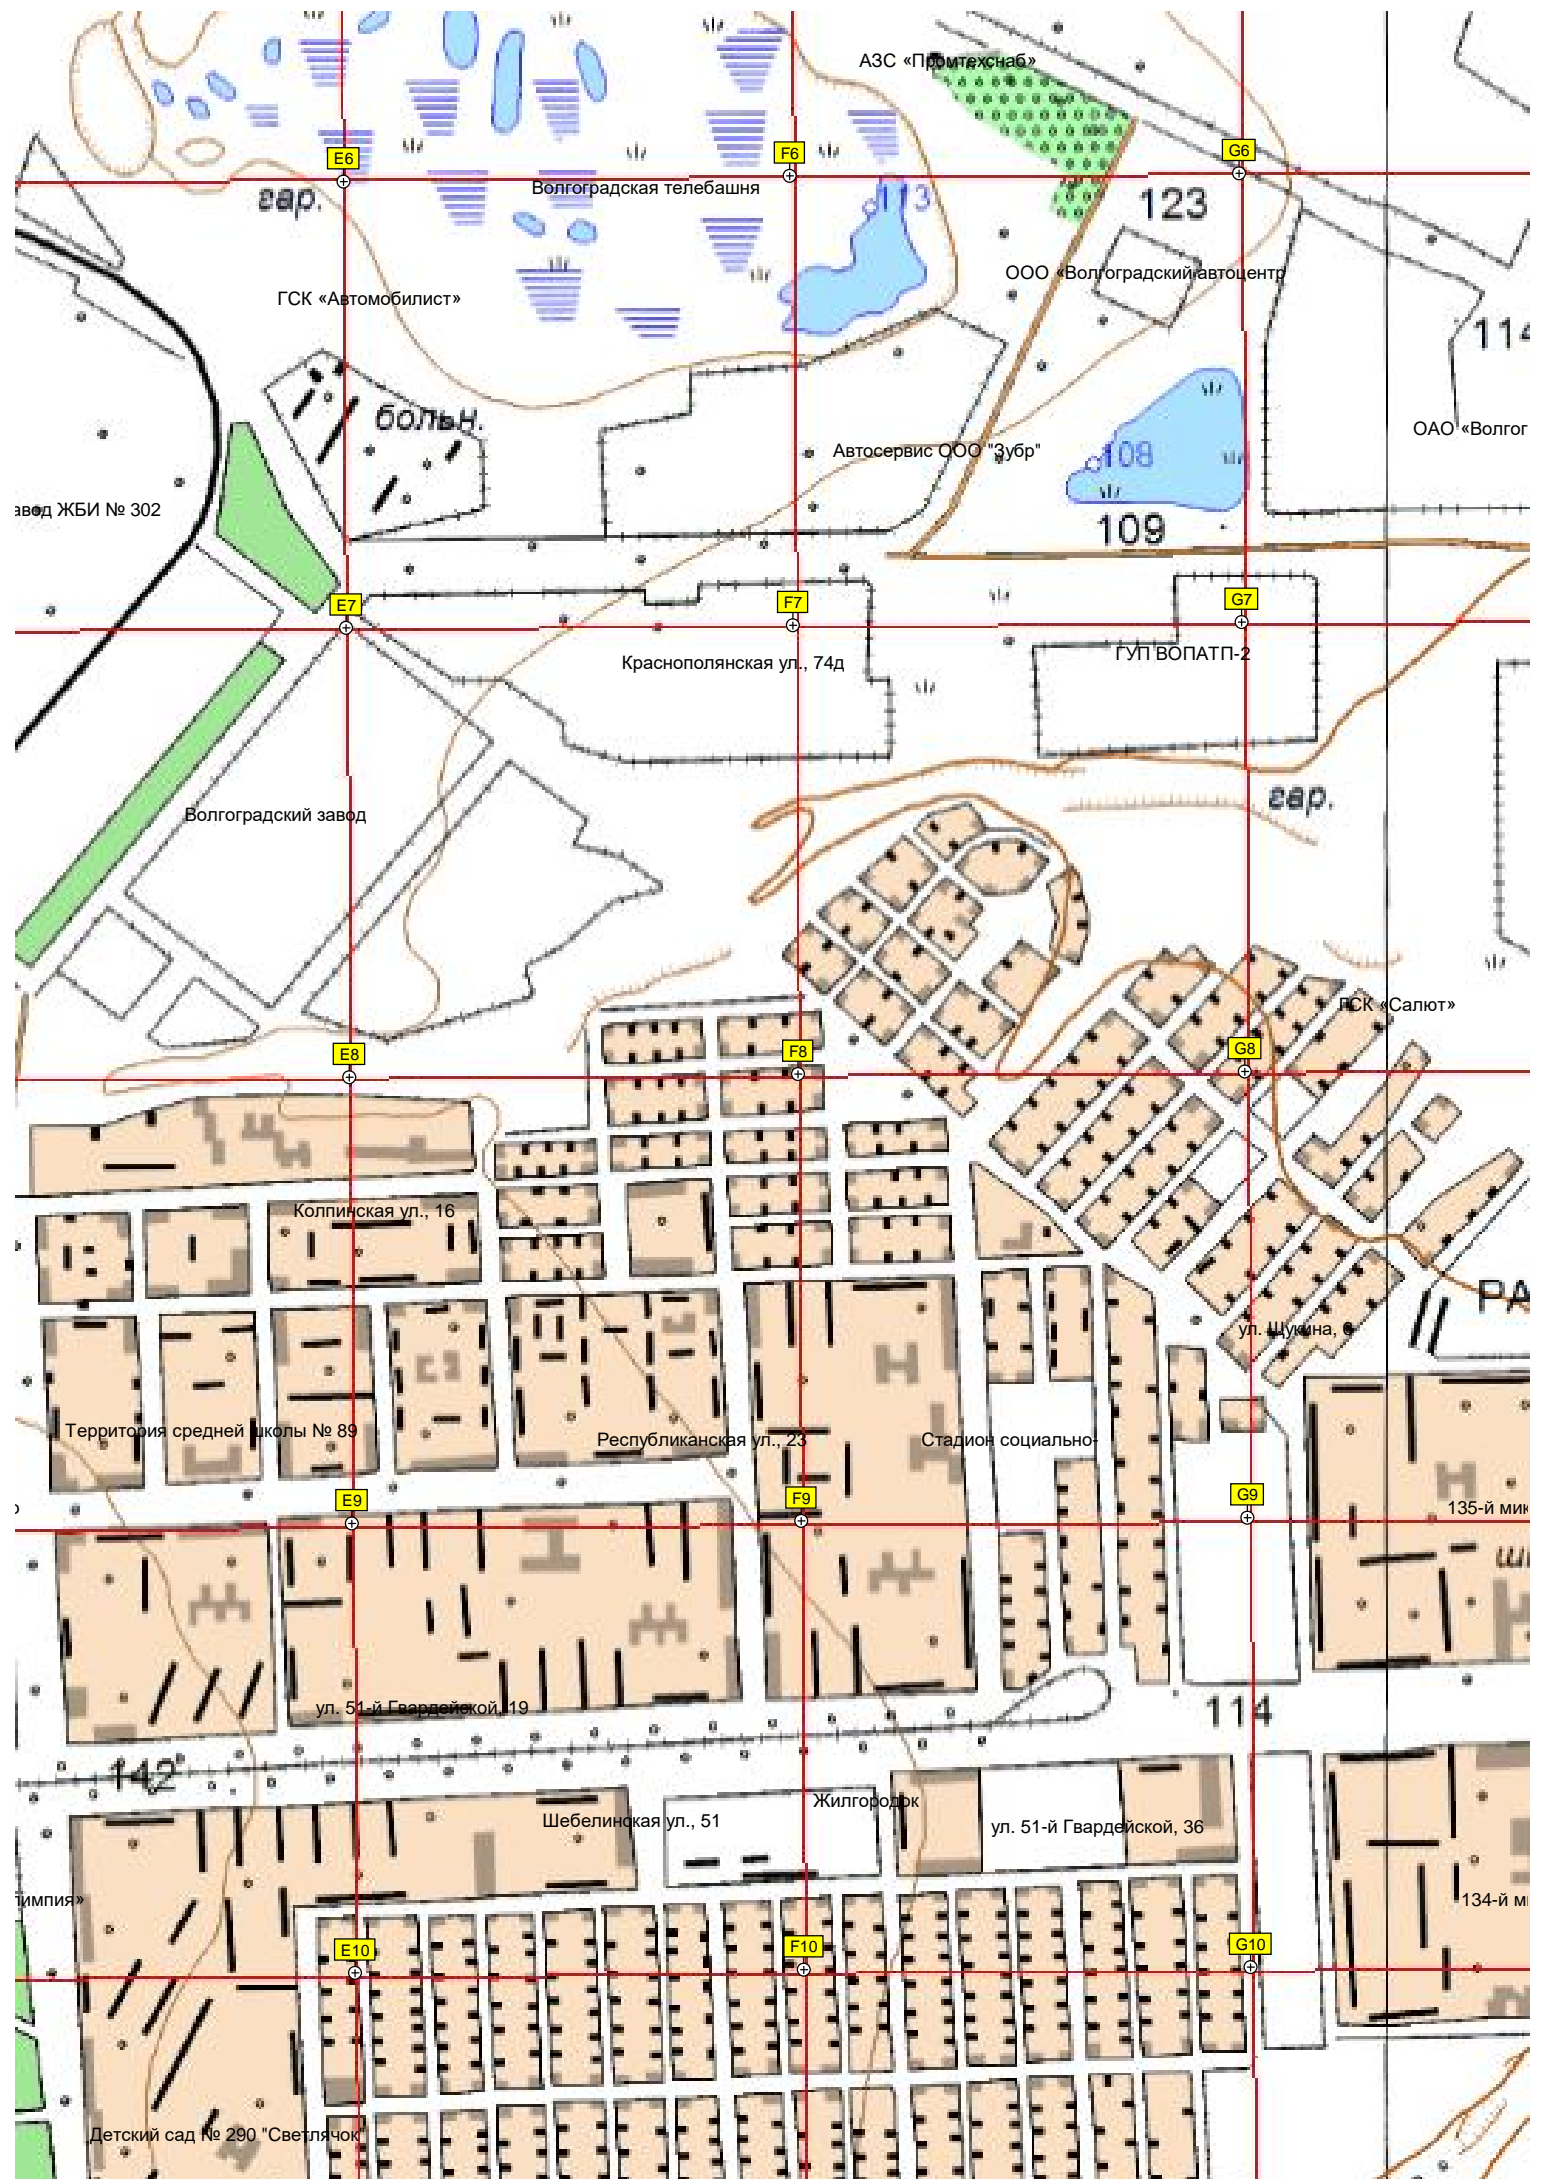 АЗС «Промтехснаб»
E6
F6
G6
гар.
Волгоградская телебашня
113
123
ООО «Волгоградский автоцентр
ГСК «Автомобилист»
114
больн.
ОАО «Волгог
Автосервис ООО "Зубр"
108
авод ЖБИ № 302
109
E7
F7
G7
Краснополянская ул., 74д
ГУП ВОПАТП-2
гар.
Волгоградский завод
ГСК «Салют»
E8
F8
G8
Колпинская ул., 16
РА
ул. Щукина, 6
Территория средней школы № 89
Республиканская ул., 23
Стадион социально-
E9
F9
G9
135-й мик
ш
ул. 51-й Гвардейской, 19
114
142
Жилгородок
Шебелинская ул., 51
ул. 51-й Гвардейской, 36
лимпия»
134-й м
E10
F10
G10
Детский сад № 290 "Светлячок"